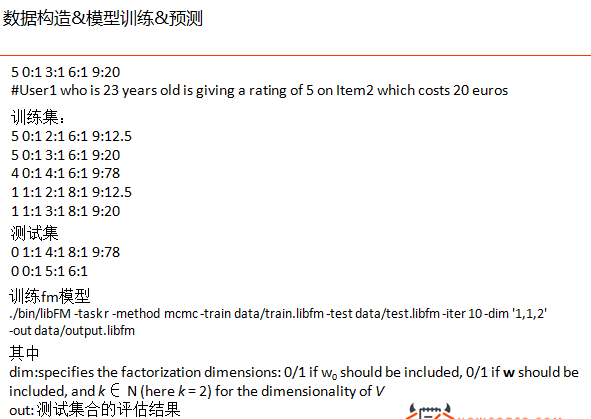 数据构造&模型训练&预测
5 0:1 3:1 6:1 9:20
#User1 who is 23 years old is giving a rating of 5 on Item2 which costs 20 euros
训练集：
5 0:1 2:1 6:1 9:12.5
5 0:1 3:1 6:1 9:20
4 0:1 4:1 6:1 9:78
1 1:1 2:1 8:1 9:12.5
1 1:1 3:1 8:1 9:20
测试集
0 1:1 4:1 8:1 9:78
0 0:1 5:1 6:1
训练fm模型
./bin/libFM -task r -method mcmc -train data/train.libfm -test data/test.libfm -iter 10 -dim '1,1,2'
-out data/output.libfm
其中
dim:specifies the factorization dimensions: 0/1 if w₀ should be included, 0/1 if w should be
included, and k ∈ N (here k = 2) for the dimensionality of V
out: 测试集合的评估结果